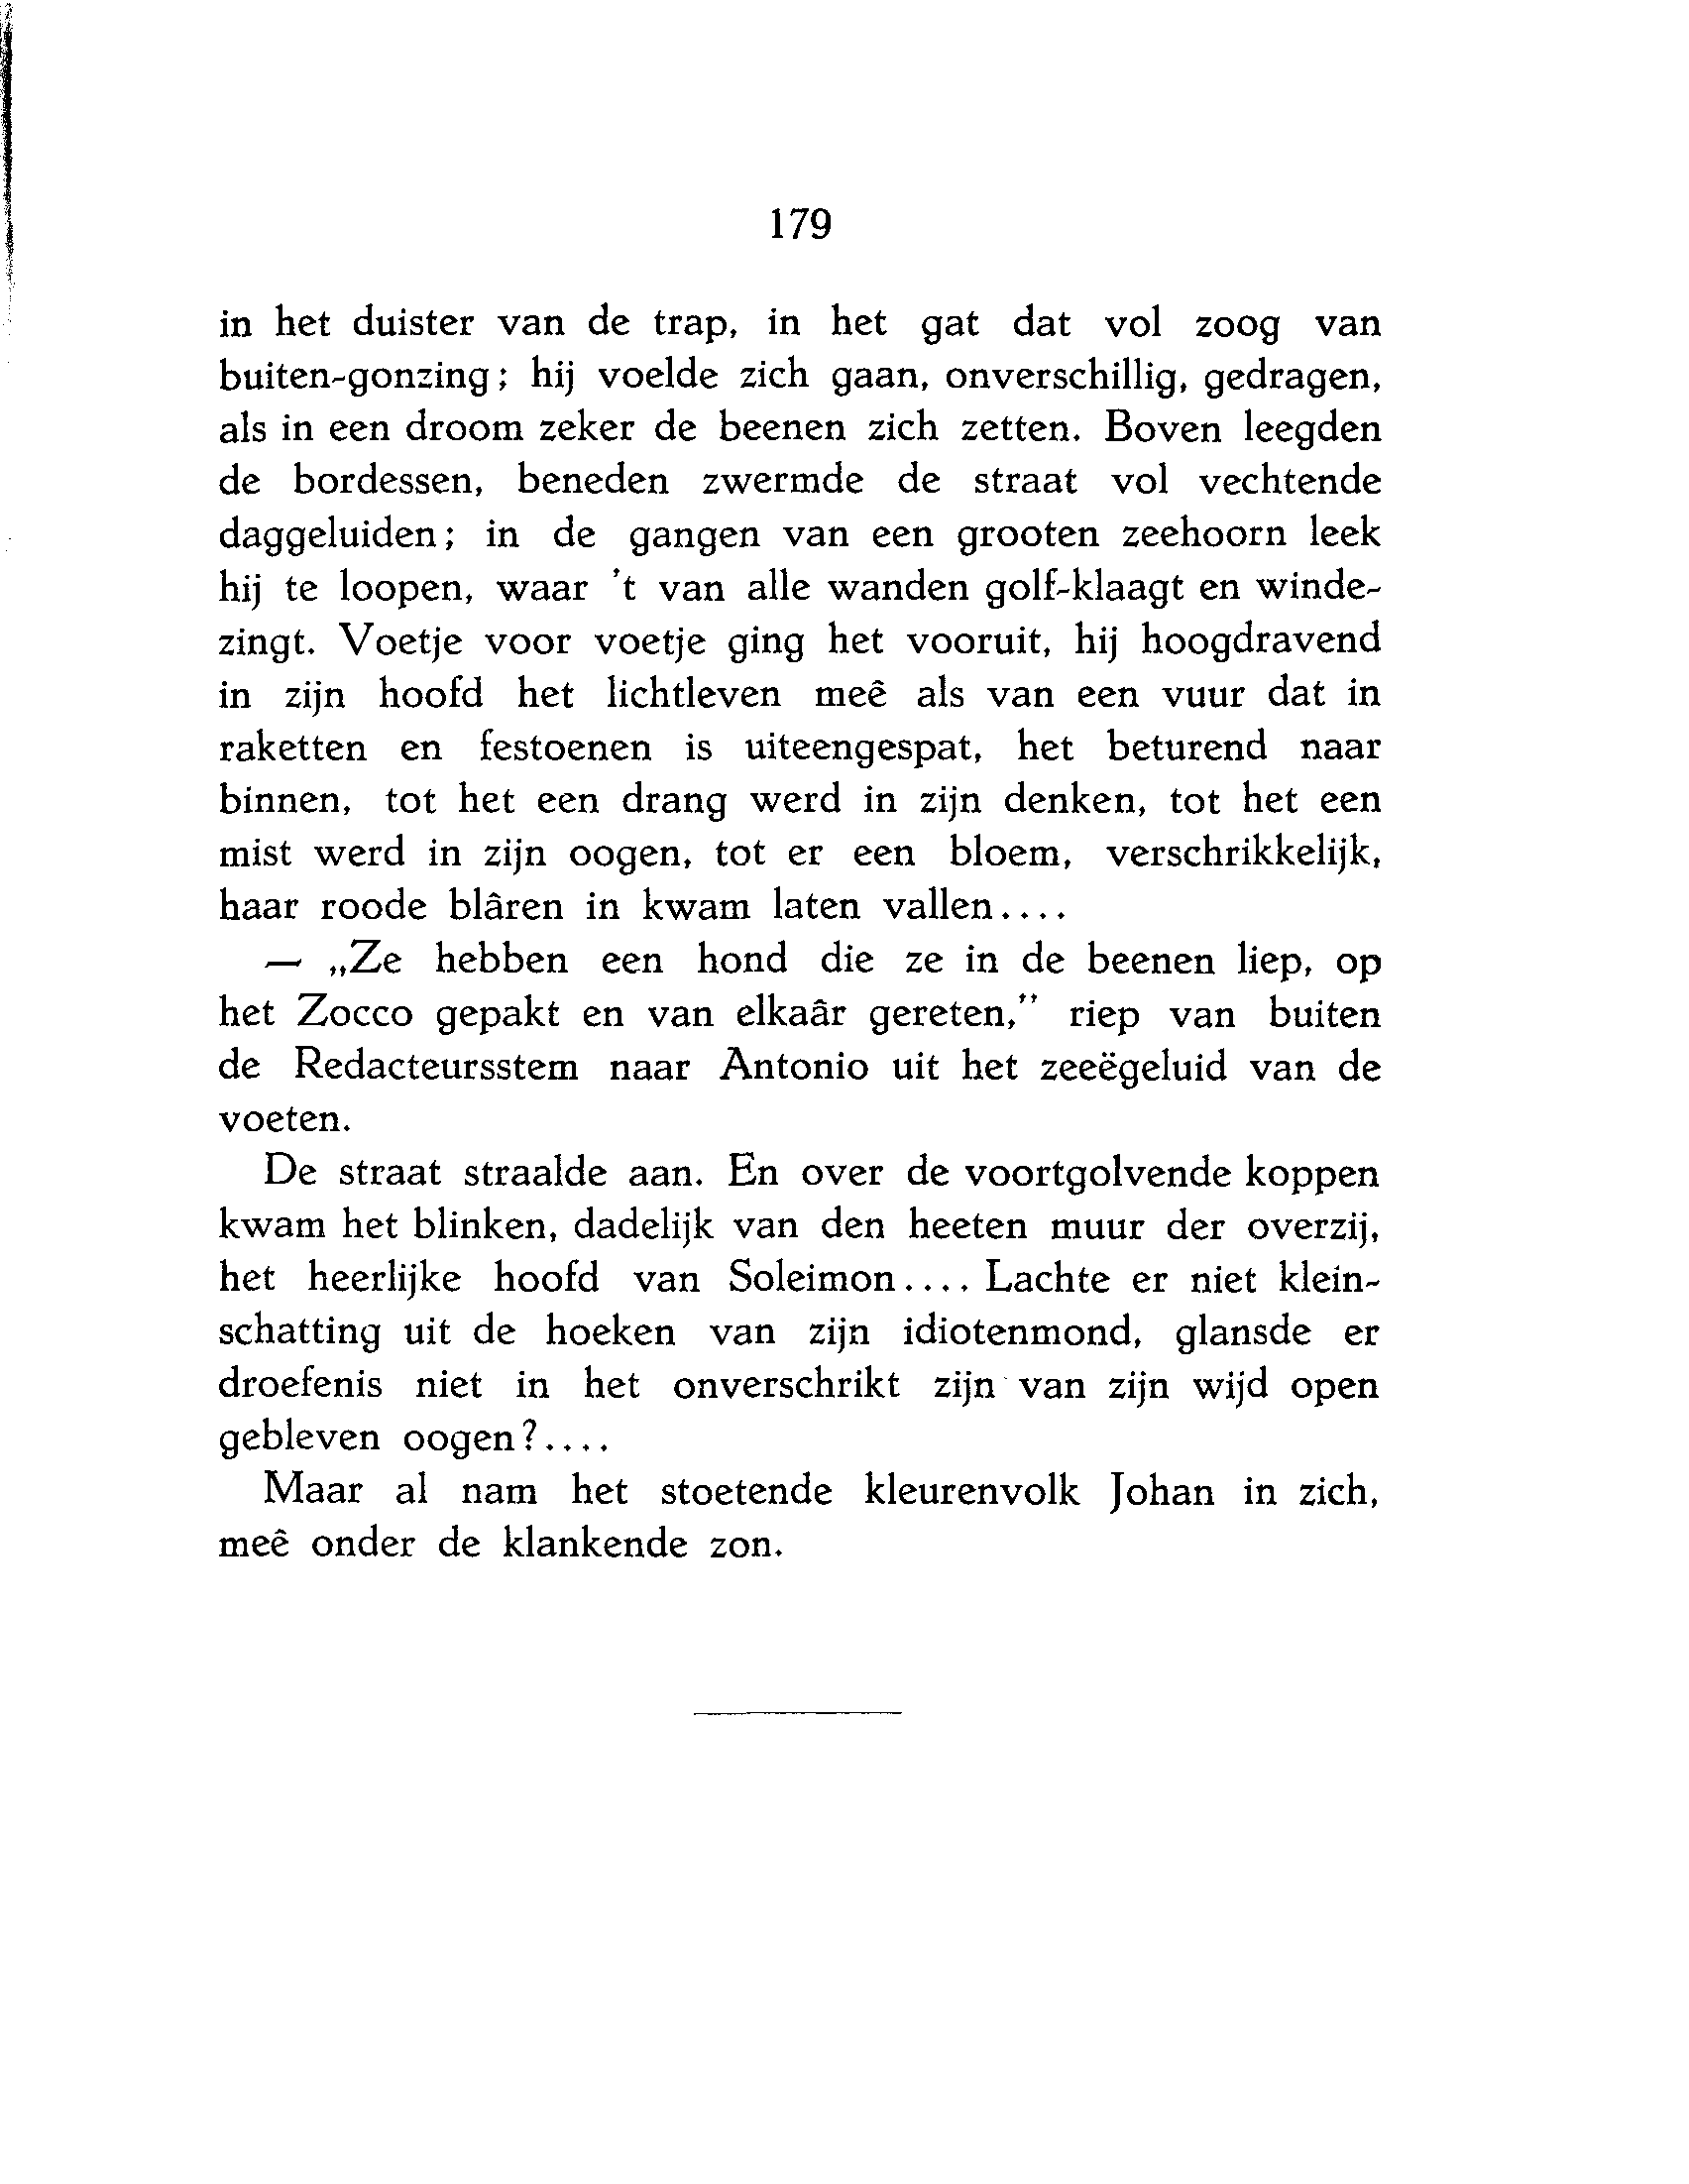 179
in het duister van de trap, in het gat dat vol zoog van
buiten-gonzing; hij voelde zich gaan, onverschillig, gedragen,
als in een droom zeker de beenen zich zetten. Boven leegden
de bordessen, beneden zwermde de straat vol vechtende
daggeluiden; in de gangen van een grooten zeehoorn leek
hij te loopen, waar 't van alle wanden golf-klaagt en winde-
zingt. Voetje voor voetje ging het vooruit, hij hoogdravend
in zijn hoofd het lichtleven meê als van een vuur dat in
raketten en festoenen is uiteengespat, het beturend naar
binnen, tot het een drang werd in zijn denken, tot het een
mist werd in zijn oogen, tot er een bloem, verschrikkelijk,
haar roode blâren in kwam laten vallen....
— „Ze hebben een hond die ze in de beenen liep, op
het Zocco gepakt en van elkaâr gereten,” riep van buiten
de Redacteursstem naar Antonio uit het zeeëgeluid van de
voeten.
De straat straalde aan. En over de voortgolvende koppen
kwam het blinken, dadelijk van den heeten muur der overzij,
het heerlijke hoofd van Soleimon.... Lachte er niet klein-
schatting uit de hoeken van zijn idiotenmond, glansde er
droefenis niet in het onverschrikt zijn van zijn wijd open
gebleven oogen?....
Maar al nam het stoetende kleurenvolk Johan in zich,
meê onder de klankende zon.